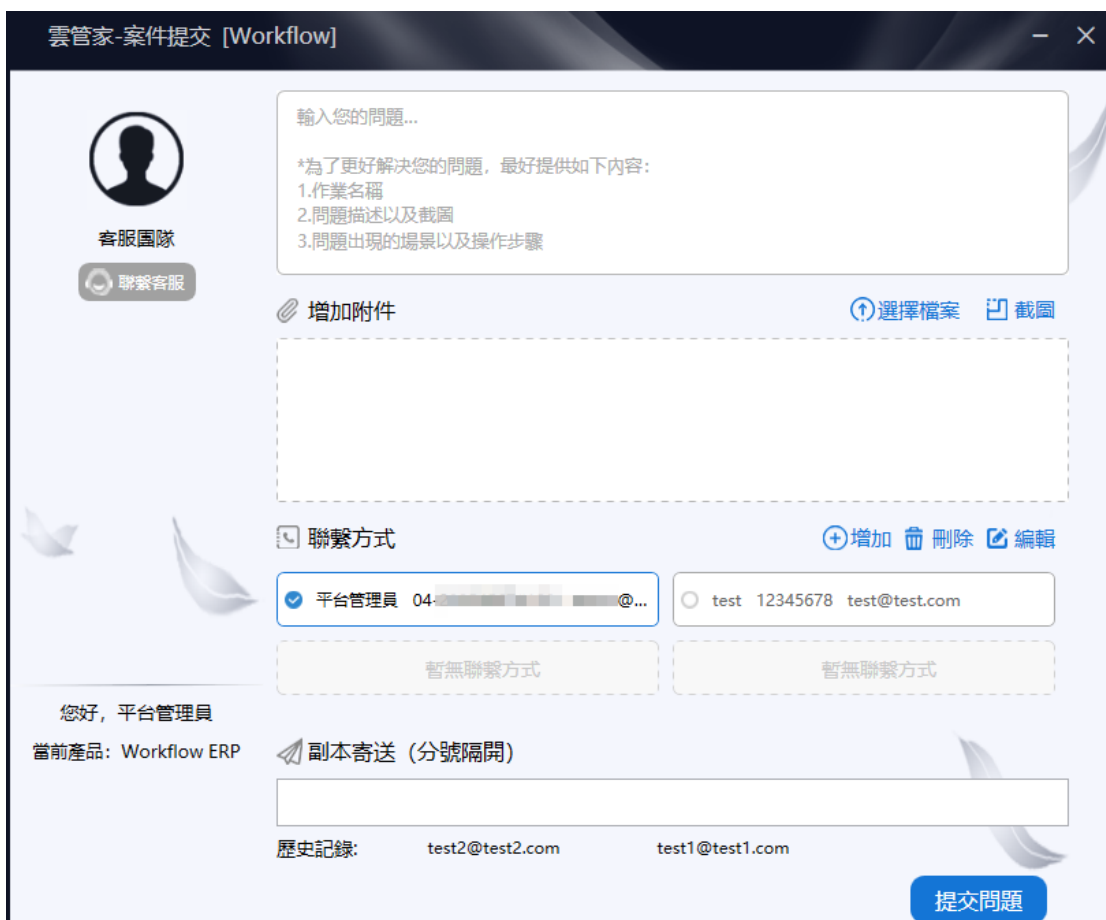 雲管家-案件提交 [Workflow]
客服團隊
聯繫客服
輸入您的問題...
*為了更好解決您的問題，最好提供如下內容：
1.作業名稱
2.問題描述以及截圖
3.問題出現的場景以及操作步驟
增加附件 選擇檔案 截圖
聯繫方式 增加 刪除 編輯
平台管理員 04- @...
test 12345678 test@test.com
暫無聯繫方式 暫無聯繫方式
您好，平台管理員
當前產品：Workflow ERP
副本寄送（分號隔開）
歷史記錄: test2@test2.com test1@test1.com
提交問題